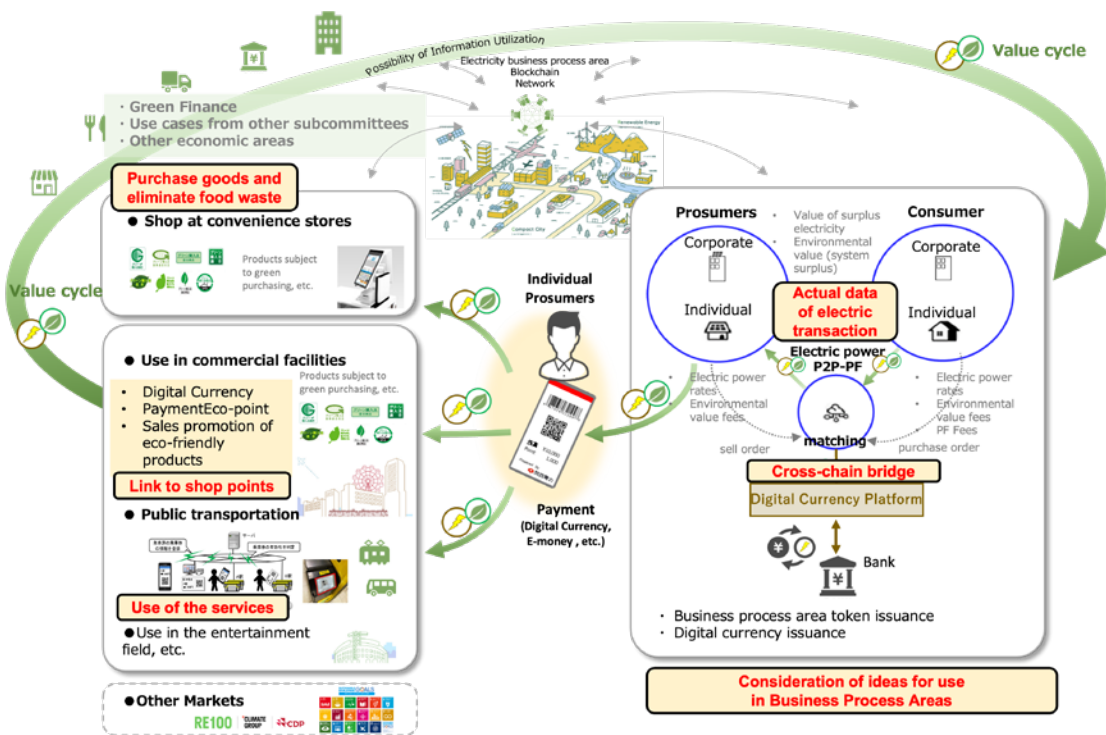 Possibility of Information Utilization
Value cycle
Electricity business process area
Blockchain
Network
· Green Finance
· Use cases from other subcommittees
· Other economic areas
Renewable Energy
Compact City
Purchase goods and
eliminate food waste
● Shop at convenience stores
Products subject
to green
purchasing, etc.
Value cycle
● Use in commercial facilities
Products subject to
green purchasing, etc.
• Digital Currency
• PaymentEco-point
• Sales promotion of
eco-friendly
products
Link to shop points
● Public transportation
Use of the services
●Use in the entertainment
field, etc.
●Other Markets
RE100
°CLIMATE
GROUP
CDP
Individual
Prosumers
Payment
(Digital Currency,
E-money , etc.)
Prosumers
Corporate
Individual
• Value of surplus
electricity
• Environmental
value (system
surplus)
Consumer
Corporate
Individual
Actual data
of electric
transaction
Electric power
P2P-PF
• Electric power
rates
• Environmental
value fees
• Electric power
rates
• Environmental
value fees
PF Fees
sell order
matching
purchase order
Cross-chain bridge
Digital Currency Platform
Bank
· Business process area token issuance
· Digital currency issuance
Consideration of ideas for use
in Business Process Areas